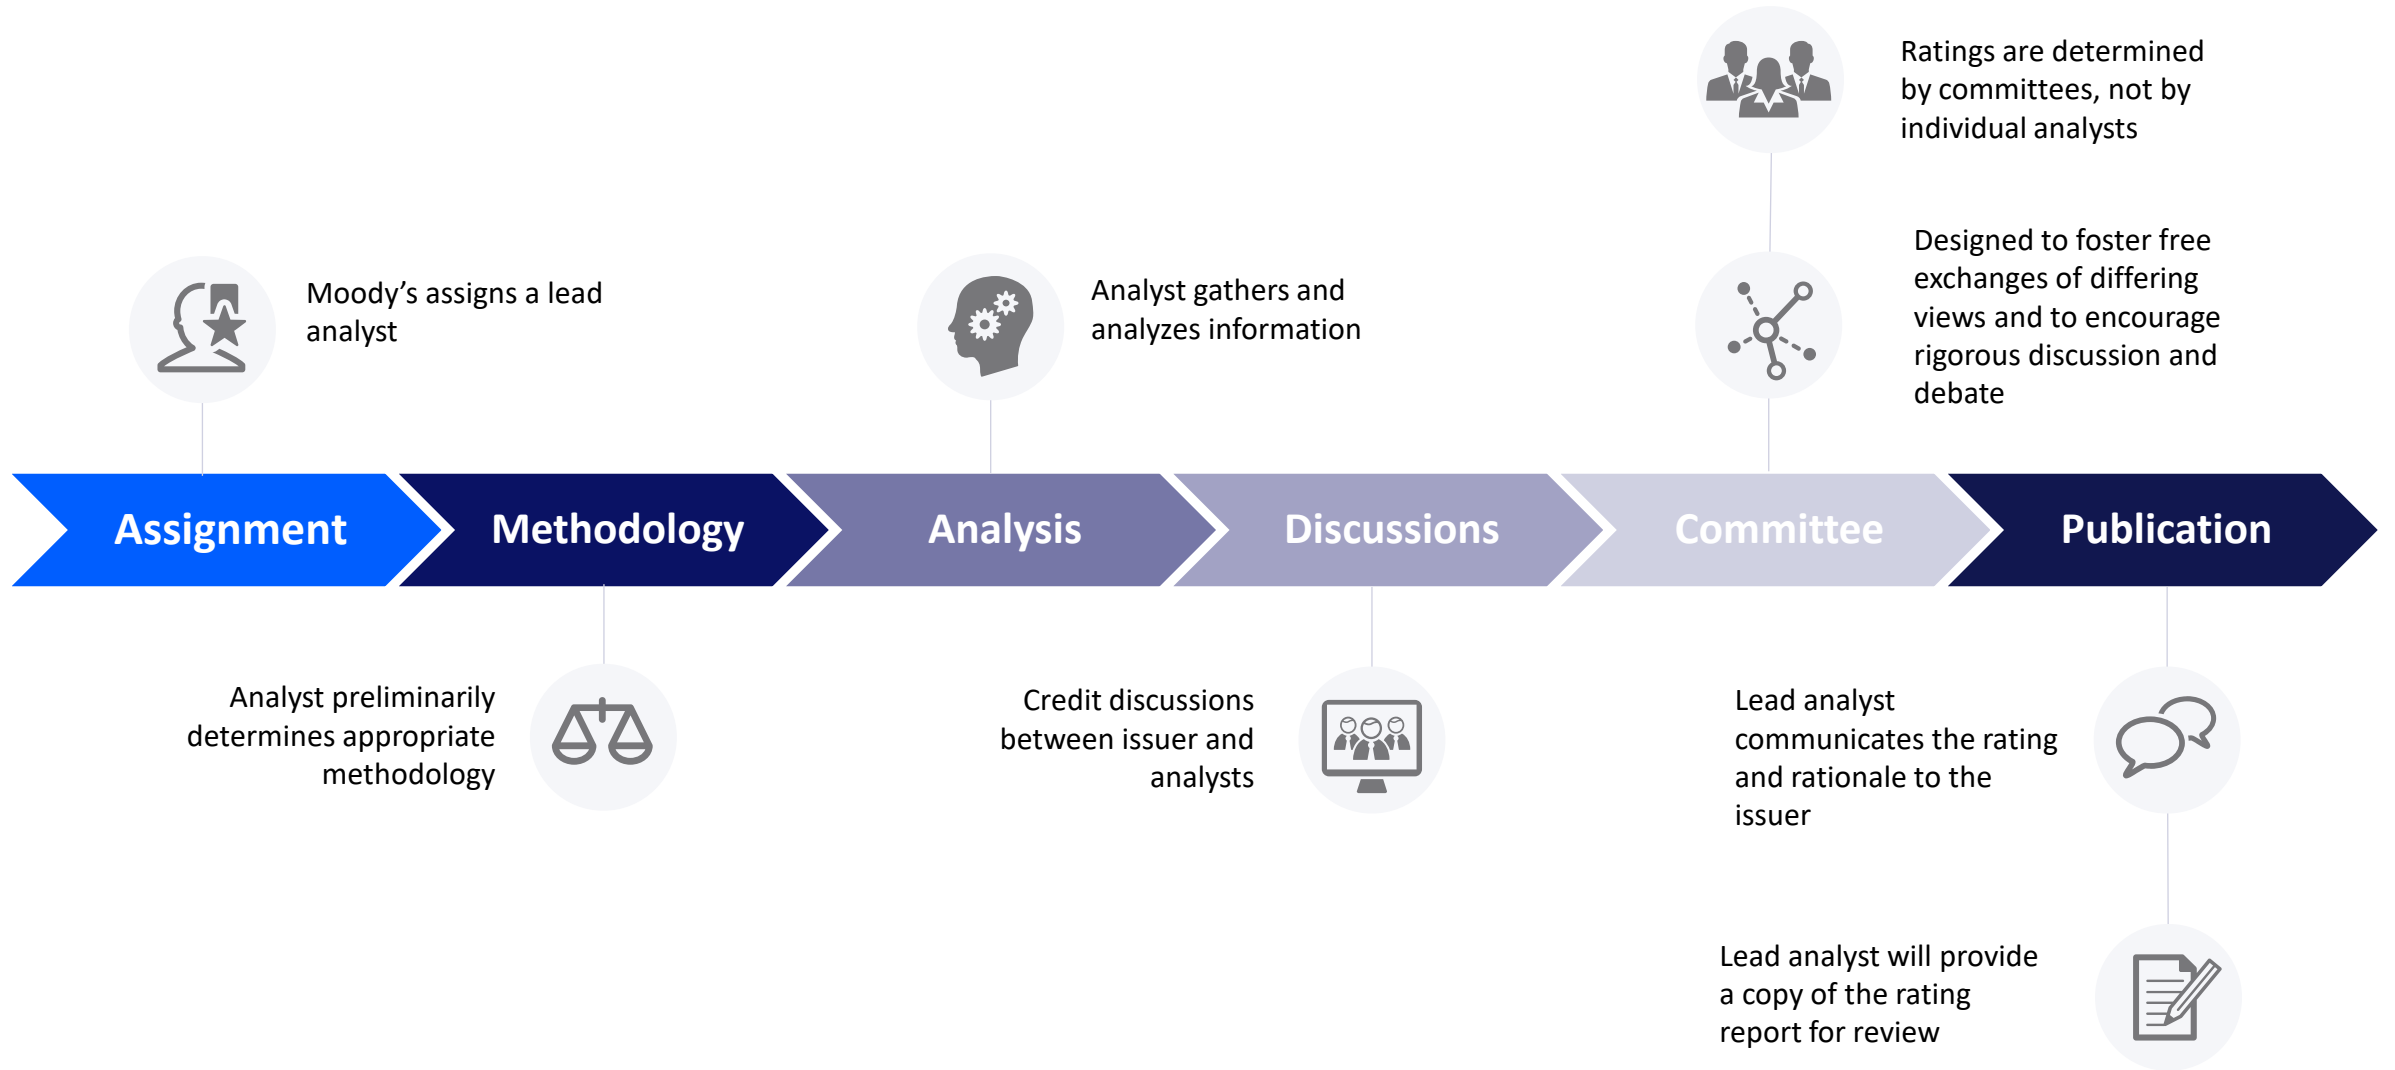 Ratings are determined
by committees, not by
individual analysts
Designed to foster free
exchanges of differing
views and to encourage
rigorous discussion and
debate
Moody’s assigns a lead
analyst
Analyst gathers and
analyzes information
Assignment
Methodology
Analysis
Discussions
Committee
Publication
Analyst preliminarily
determines appropriate
methodology
Credit discussions
between issuer and
analysts
Lead analyst
communicates the rating
and rationale to the
issuer
Lead analyst will provide
a copy of the rating
report for review